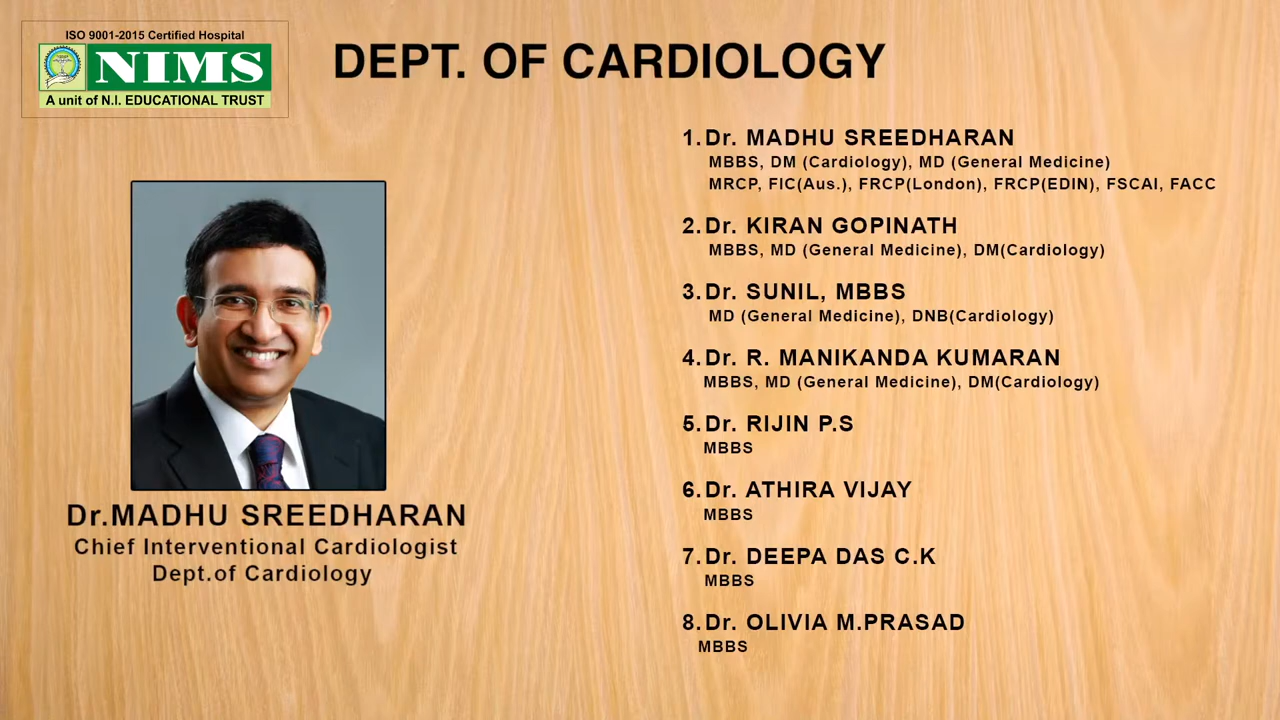 ISO 9001-2015 Certified Hospital
NIMS
A unit of N.I. EDUCATIONAL TRUST
DEPT. OF CARDIOLOGY
Dr.MADHU SREEDHARAN
Chief Interventional Cardiologist
Dept.of Cardiology
1.Dr. MADHU SREEDHARAN
MBBS, DM (Cardiology), MD (General Medicine)
MRCP, FIC(Aus.), FRCP(London), FRCP(EDIN), FSCAI, FACC
2.Dr. KIRAN GOPINATH
MBBS, MD (General Medicine), DM(Cardiology)
3.Dr. SUNIL, MBBS
MD (General Medicine), DNB(Cardiology)
4.Dr. R. MANIKANDA KUMARAN
MBBS, MD (General Medicine), DM(Cardiology)
5.Dr. RIJIN P.S
MBBS
6.Dr. ATHIRA VIJAY
MBBS
7.Dr. DEEPA DAS C.K
MBBS
8.Dr. OLIVIA M.PRASAD
MBBS